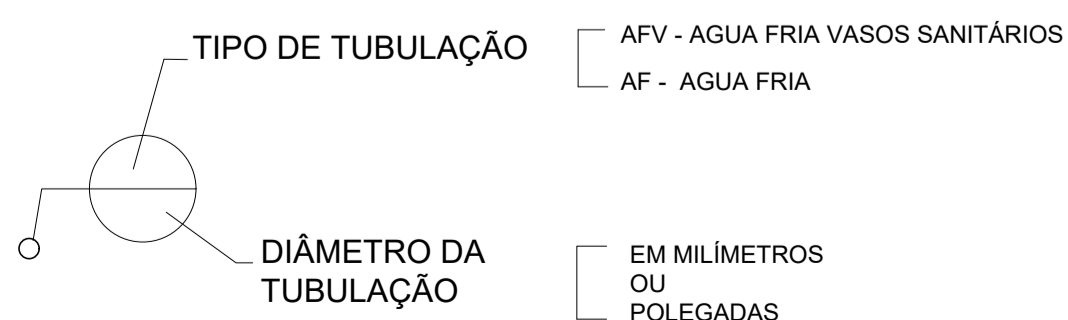 TIPO DE TUBULAÇÃO
AFV - AGUA FRIA VASOS SANITÁRIOS
AF - AGUA FRIA
DIÂMETRO DA
TUBULAÇÃO
EM MILÍMETROS
OU
POLEGADAS